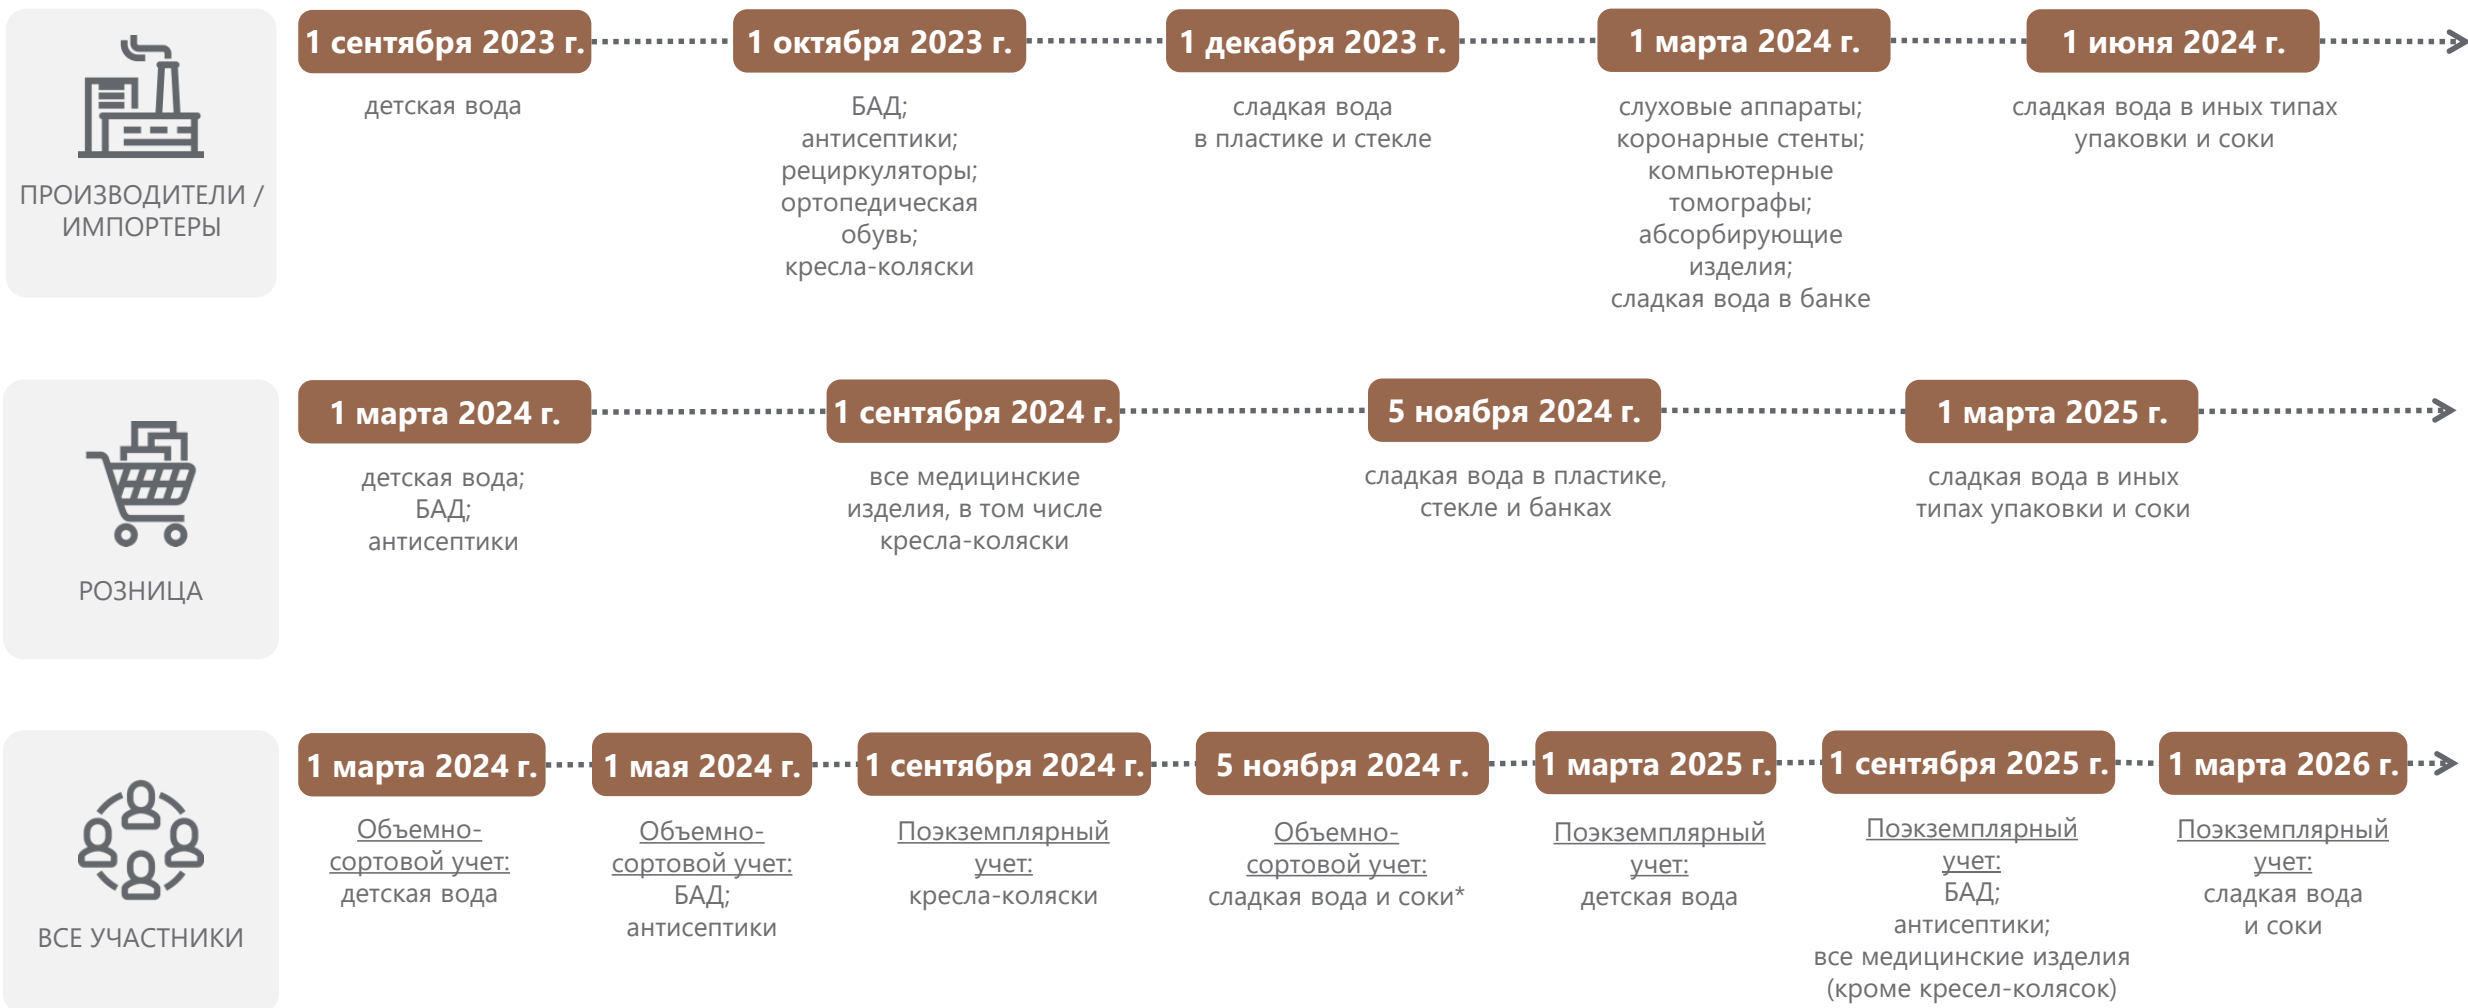 1 сентября 2023 г.
1 октября 2023 г.
1 декабря 2023 г.
1 марта 2024 г.
1 июня 2024 г.
ПРОИЗВОДИТЕЛИ /
ИМПОРТЕРЫ
детская вода
БАД;
антисептики;
рециркуляторы;
ортопедическая
обувь;
кресла-коляски
сладкая вода
в пластике и стекле
слуховые аппараты;
коронарные стенты;
компьютерные
томографы;
абсорбирующие
изделия;
сладкая вода в банке
сладкая вода в иных типах
упаковки и соки
1 марта 2024 г.
1 сентября 2024 г.
5 ноября 2024 г.
1 марта 2025 г.
РОЗНИЦА
детская вода;
БАД;
антисептики
все медицинские
изделия, в том числе
кресла-коляски
сладкая вода в пластике,
стекле и банках
сладкая вода в иных
типах упаковки и соки
1 марта 2024 г.
1 мая 2024 г.
1 сентября 2024 г.
5 ноября 2024 г.
1 марта 2025 г.
1 сентября 2025 г.
1 марта 2026 г.
ВСЕ УЧАСТНИКИ
Объемно-
сортовой учет:
детская вода
Объемно-
сортовой учет:
БАД;
антисептики
Поэкземплярный
учет:
кресла-коляски
Объемно-
сортовой учет:
сладкая вода и соки*
Поэкземплярный
учет:
детская вода
Поэкземплярный
учет:
БАД;
антисептики;
все медицинские изделия
(кроме кресел-колясок)
Поэкземплярный
учет:
сладкая вода
и соки